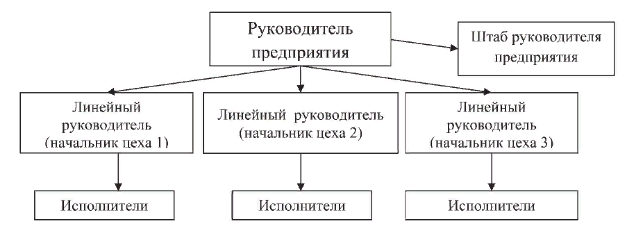 Руководитель
предприятия
Штаб руководителя
предприятия
Линейный
руководитель
(начальник цеха 1)
Линейный руководитель
(начальник цеха 2)
Линейный
руководитель
(начальник цеха 3)
Исполнители
Исполнители
Исполнители